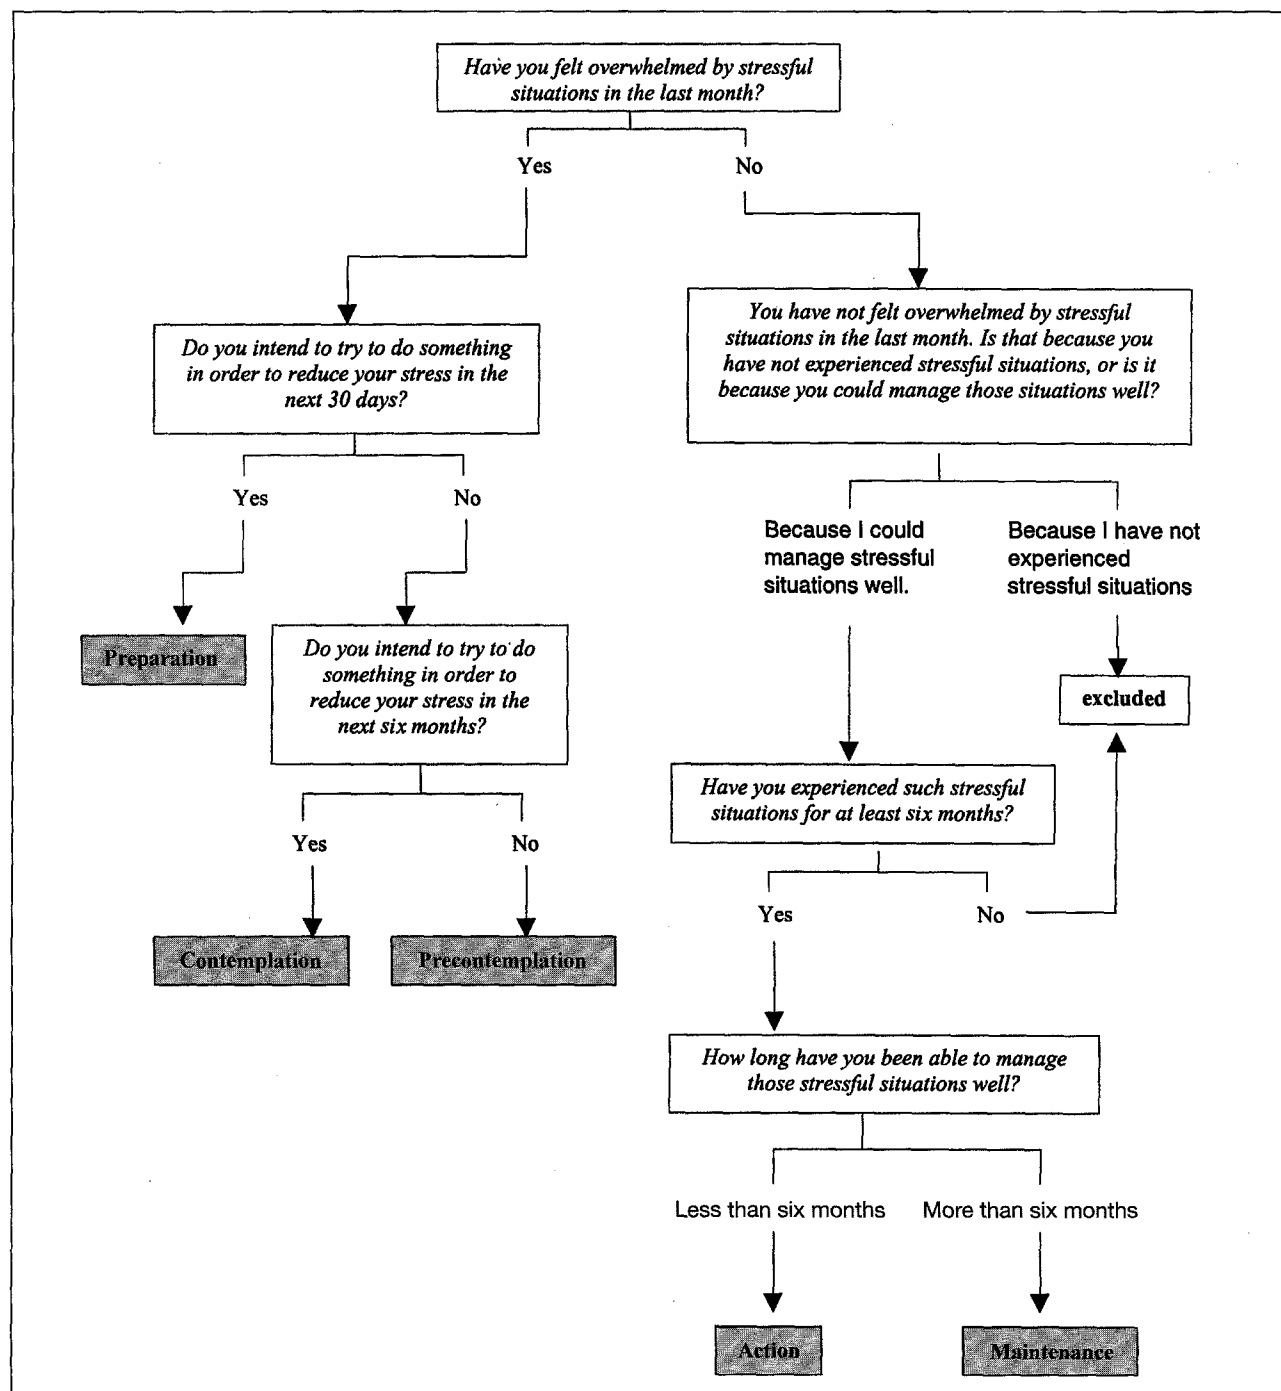 Have you felt overwhelmed by stressful
situations in the last month?
Yes
No
Do you intend to try to do something
in order to reduce your stress in the
next 30 days?
You have not felt overwhelmed by stressful
situations in the last month. Is that because you
have not experienced stressful situations, or is it
because you could manage those situations well?
Yes
No
Because I could
manage stressful
situations well.
Because I have not
experienced
stressful situations
Preparation
Do you intend to try to do
something in order to
reduce your stress in the
next six months?
excluded
Have you experienced such stressful
situations for at least six months?
Yes
No
Yes
No
Contemplation
Precontemplation
How long have you been able to manage
those stressful situations well?
Less than six months
More than six months
Action
Maintenance